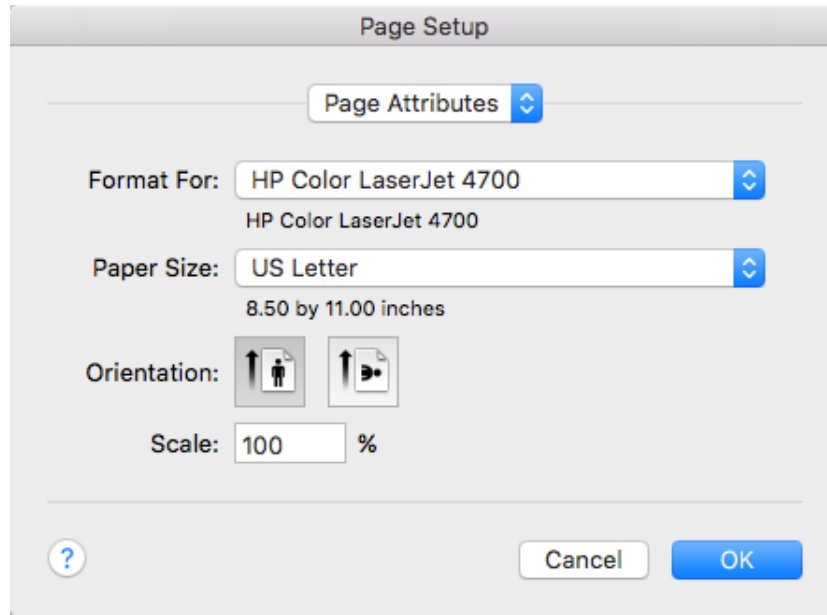 Page Setup
Page Attributes
Format For: HP Color LaserJet 4700
HP Color LaserJet 4700
Paper Size: US Letter
8.50 by 11.00 inches
Orientation:
Scale: 100 %
? Cancel OK